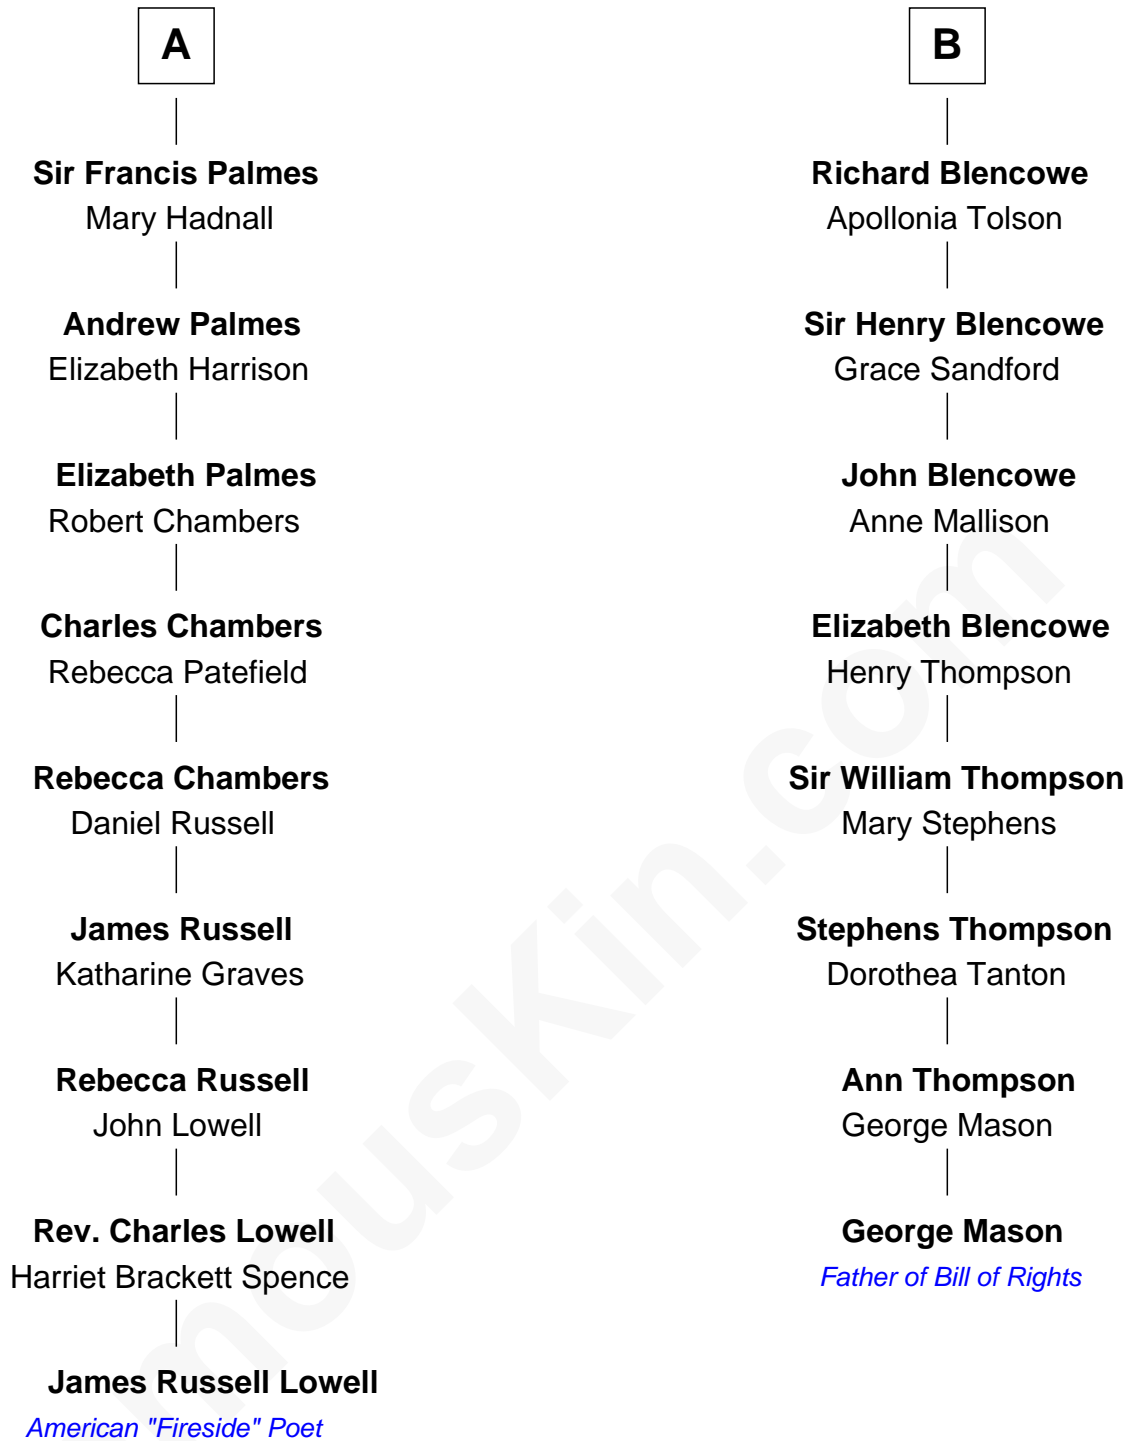 A
Sir Francis Palmes
Mary Hadnall
Andrew Palmes
Elizabeth Harrison
Elizabeth Palmes
Robert Chambers
Charles Chambers
Rebecca Patefield
Rebecca Chambers
Daniel Russell
James Russell
Katharine Graves
Rebecca Russell
John Lowell
Rev. Charles Lowell
Harriet Brackett Spence
James Russell Lowell
American "Fireside" Poet
B
Richard Blencowe
Apollonia Tolson
Sir Henry Blencowe
Grace Sandford
John Blencowe
Anne Mallison
Elizabeth Blencowe
Henry Thompson
Sir William Thompson
Mary Stephens
Stephens Thompson
Dorothea Tanton
Ann Thompson
George Mason
George Mason
Father of Bill of Rights
mousKin.com